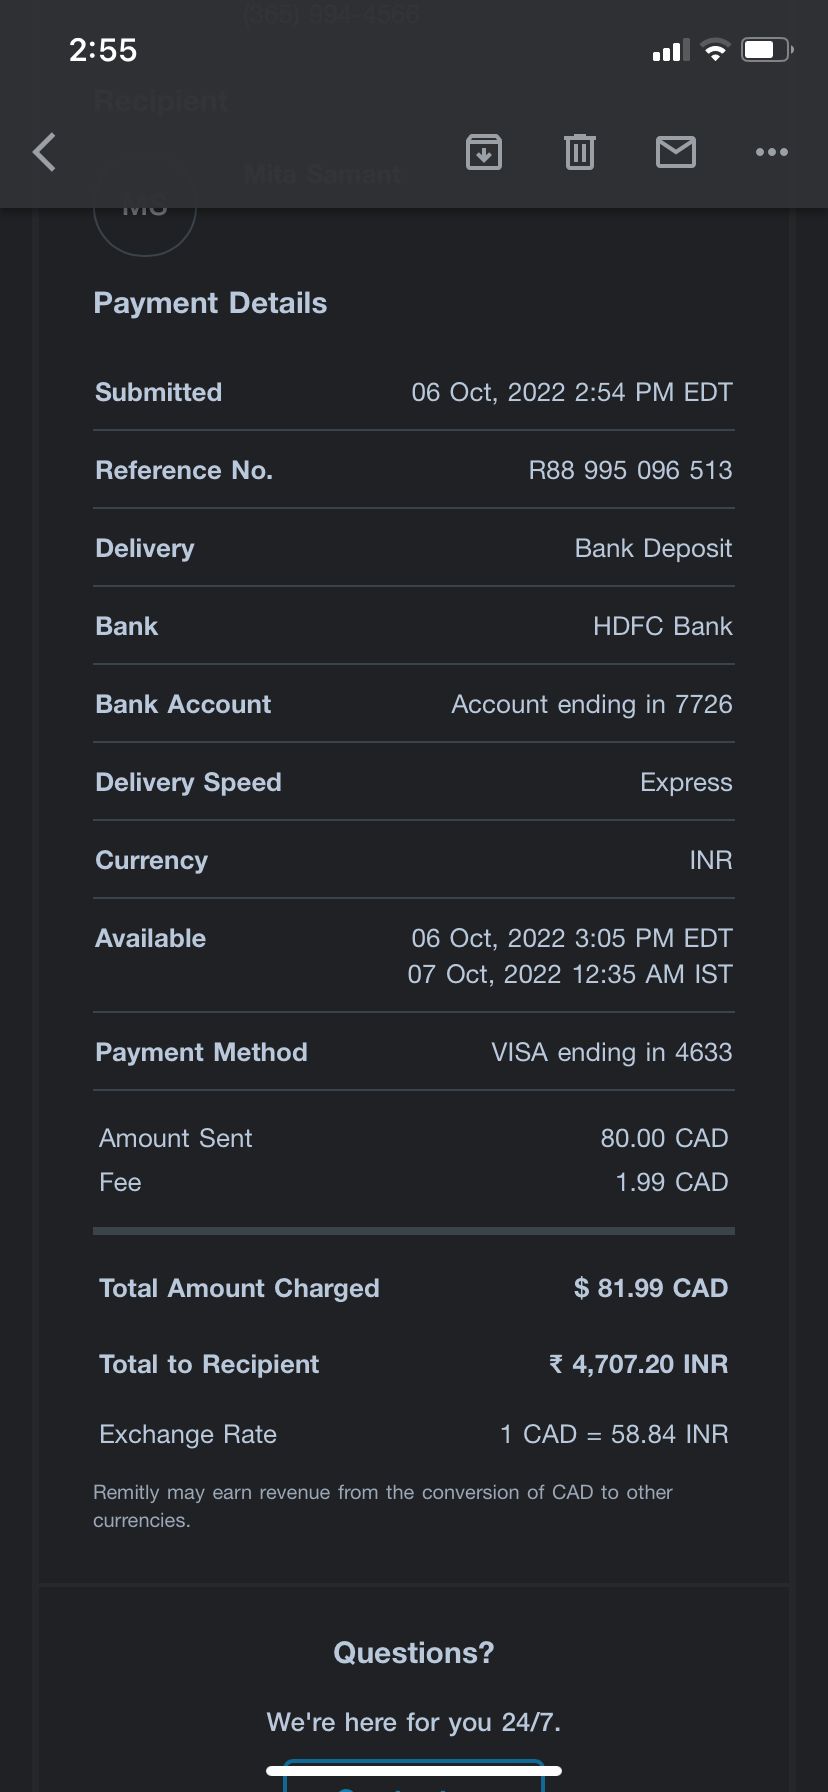 (365) 994-4566
2:55
Recipient
Mita Samant
MS
Payment Details
Submitted 06 Oct, 2022 2:54 PM EDT
Reference No. R88 995 096 513
Delivery Bank Deposit
Bank HDFC Bank
Bank Account Account ending in 7726
Delivery Speed Express
Currency INR
Available 06 Oct, 2022 3:05 PM EDT
07 Oct, 2022 12:35 AM IST
Payment Method VISA ending in 4633
Amount Sent 80.00 CAD
Fee 1.99 CAD
Total Amount Charged $ 81.99 CAD
Total to Recipient ₹ 4,707.20 INR
Exchange Rate 1 CAD = 58.84 INR
Remitly may earn revenue from the conversion of CAD to other
currencies.
Questions?
We're here for you 24/7.